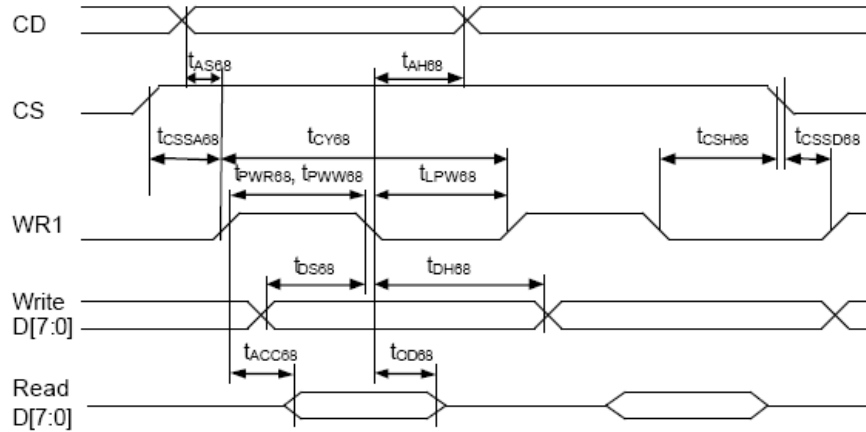 CD
tAS68
tAH68
CS
tCSSA68
tCY68
tCSH68
tCSSD68
tPWR68, tPWW68
tLPW68
WR1
tDS68
tDH68
Write
D[7:0]
tACC68
tOD68
Read
D[7:0]